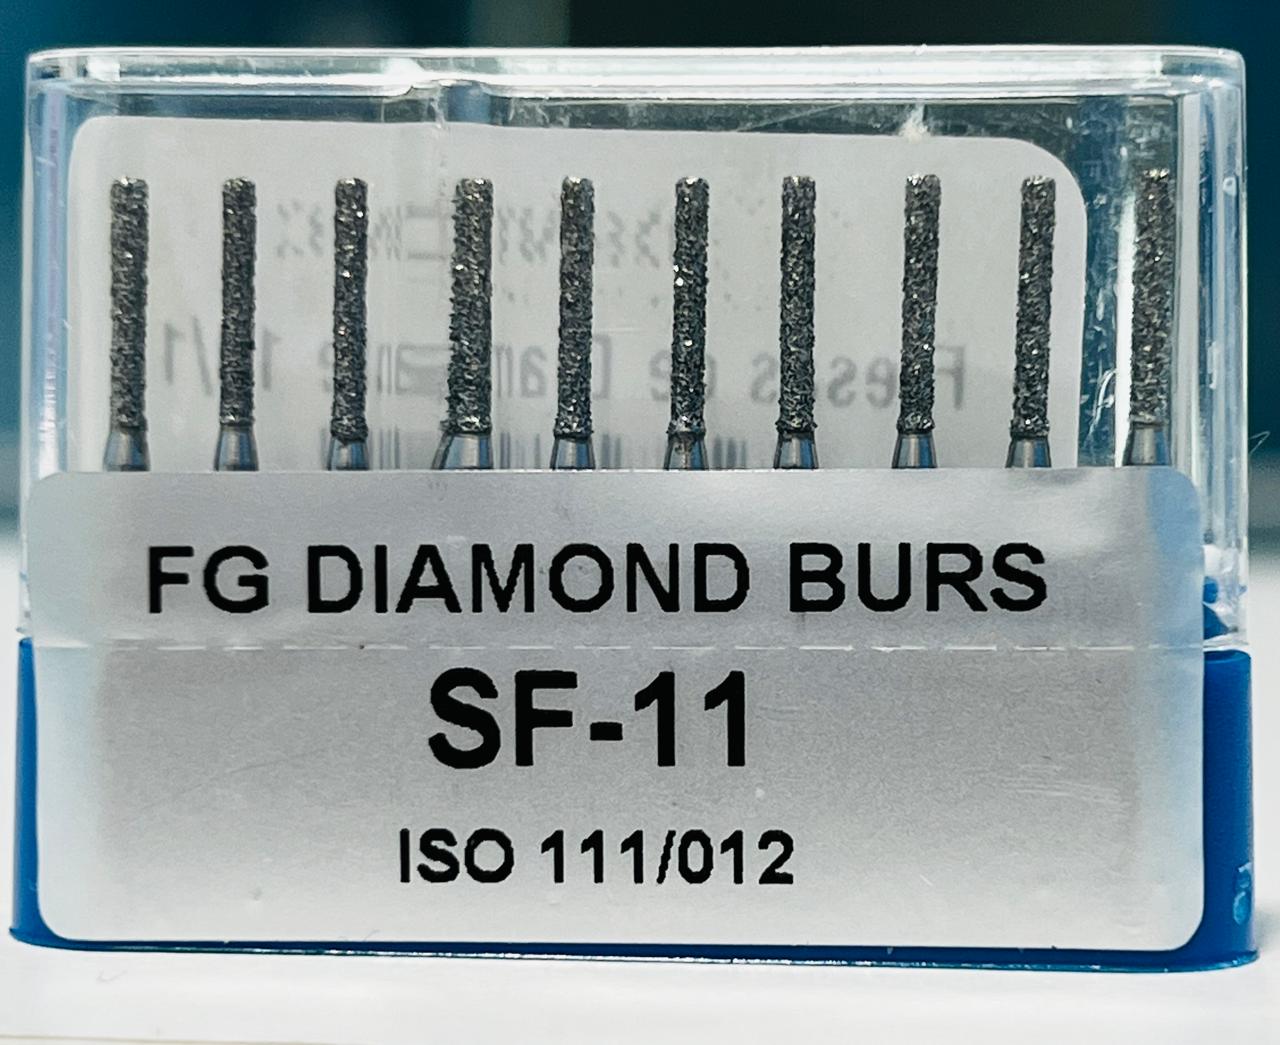 FG DIAMOND BURS
SF-11
ISO 111/012